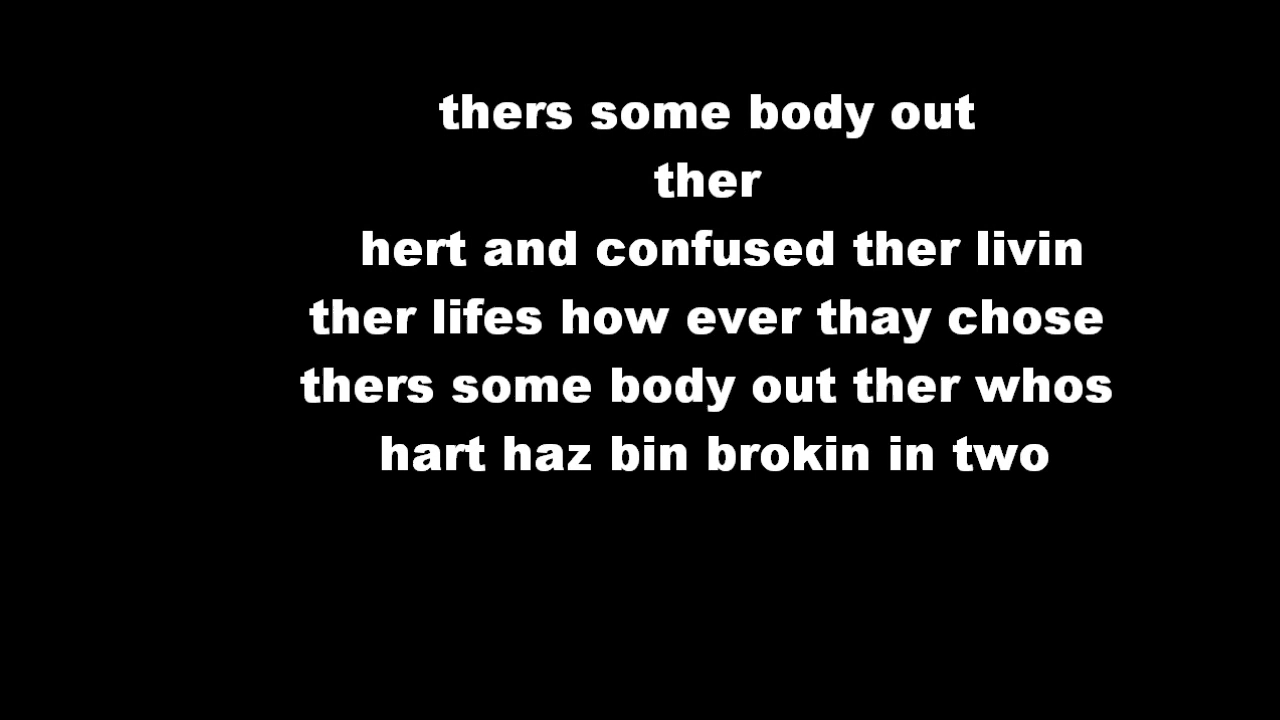 thers some body out
ther
hert and confused ther livin
ther lifes how ever thay chose
thers some body out ther whos
hart haz bin brokin in two